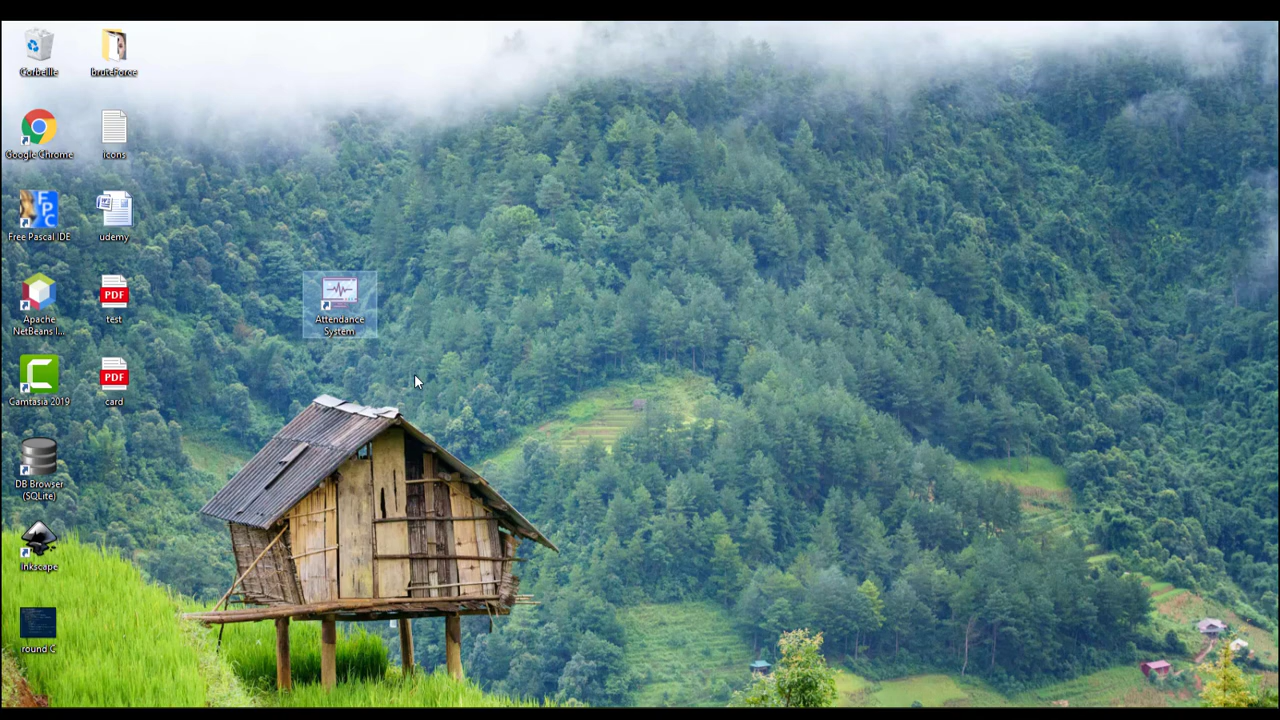 Corbeille
bruteForce
Google Chrome
icons
Free Pascal IDE
FPC
udemy
Apache
NetBeans I...
PDF
test
Attendance
System
Camtasia 2019
PDF
card
DB Browser
(SQLite)
Inkscape
round C